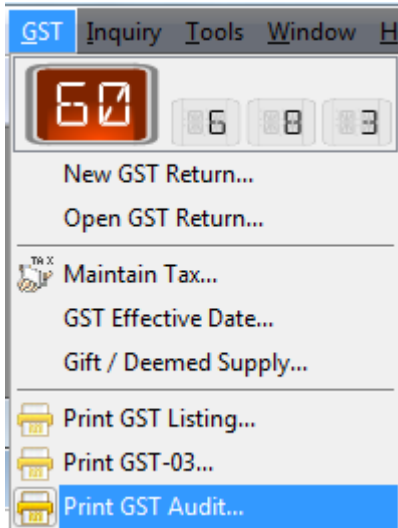 GST Inquiry Tools Window H
60 6 8 3
New GST Return...
Open GST Return...
TAX
Maintain Tax...
GST Effective Date...
Gift / Deemed Supply...
Print GST Listing...
Print GST-03...
Print GST Audit...